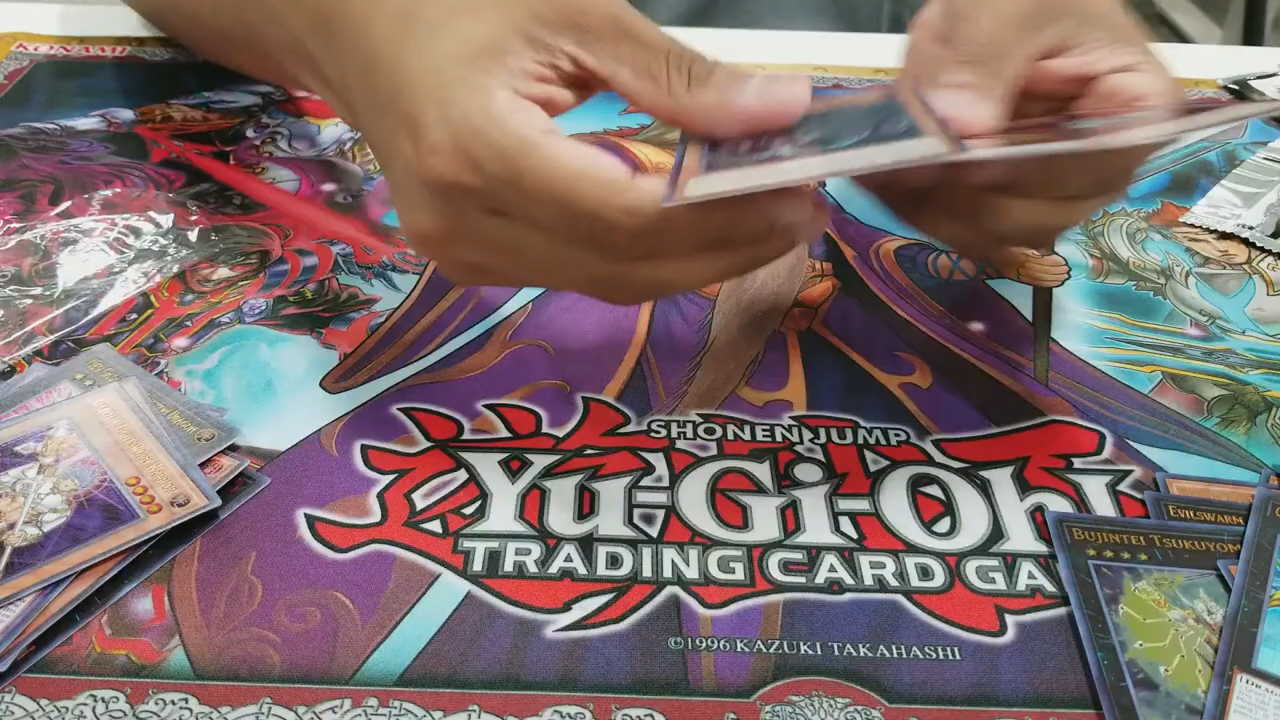 KONAMI
SHONEN JUMP
Yu-Gi-Oh!
TRADING CARD GA
©1996 KAZUKI TAKAHASHI
EVILSWARM
BUJINTEI TSUKUYOM